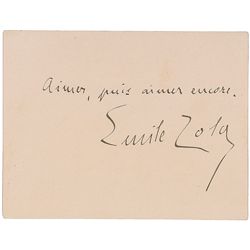 Aimer, puis aimer encore.
Emile Zola